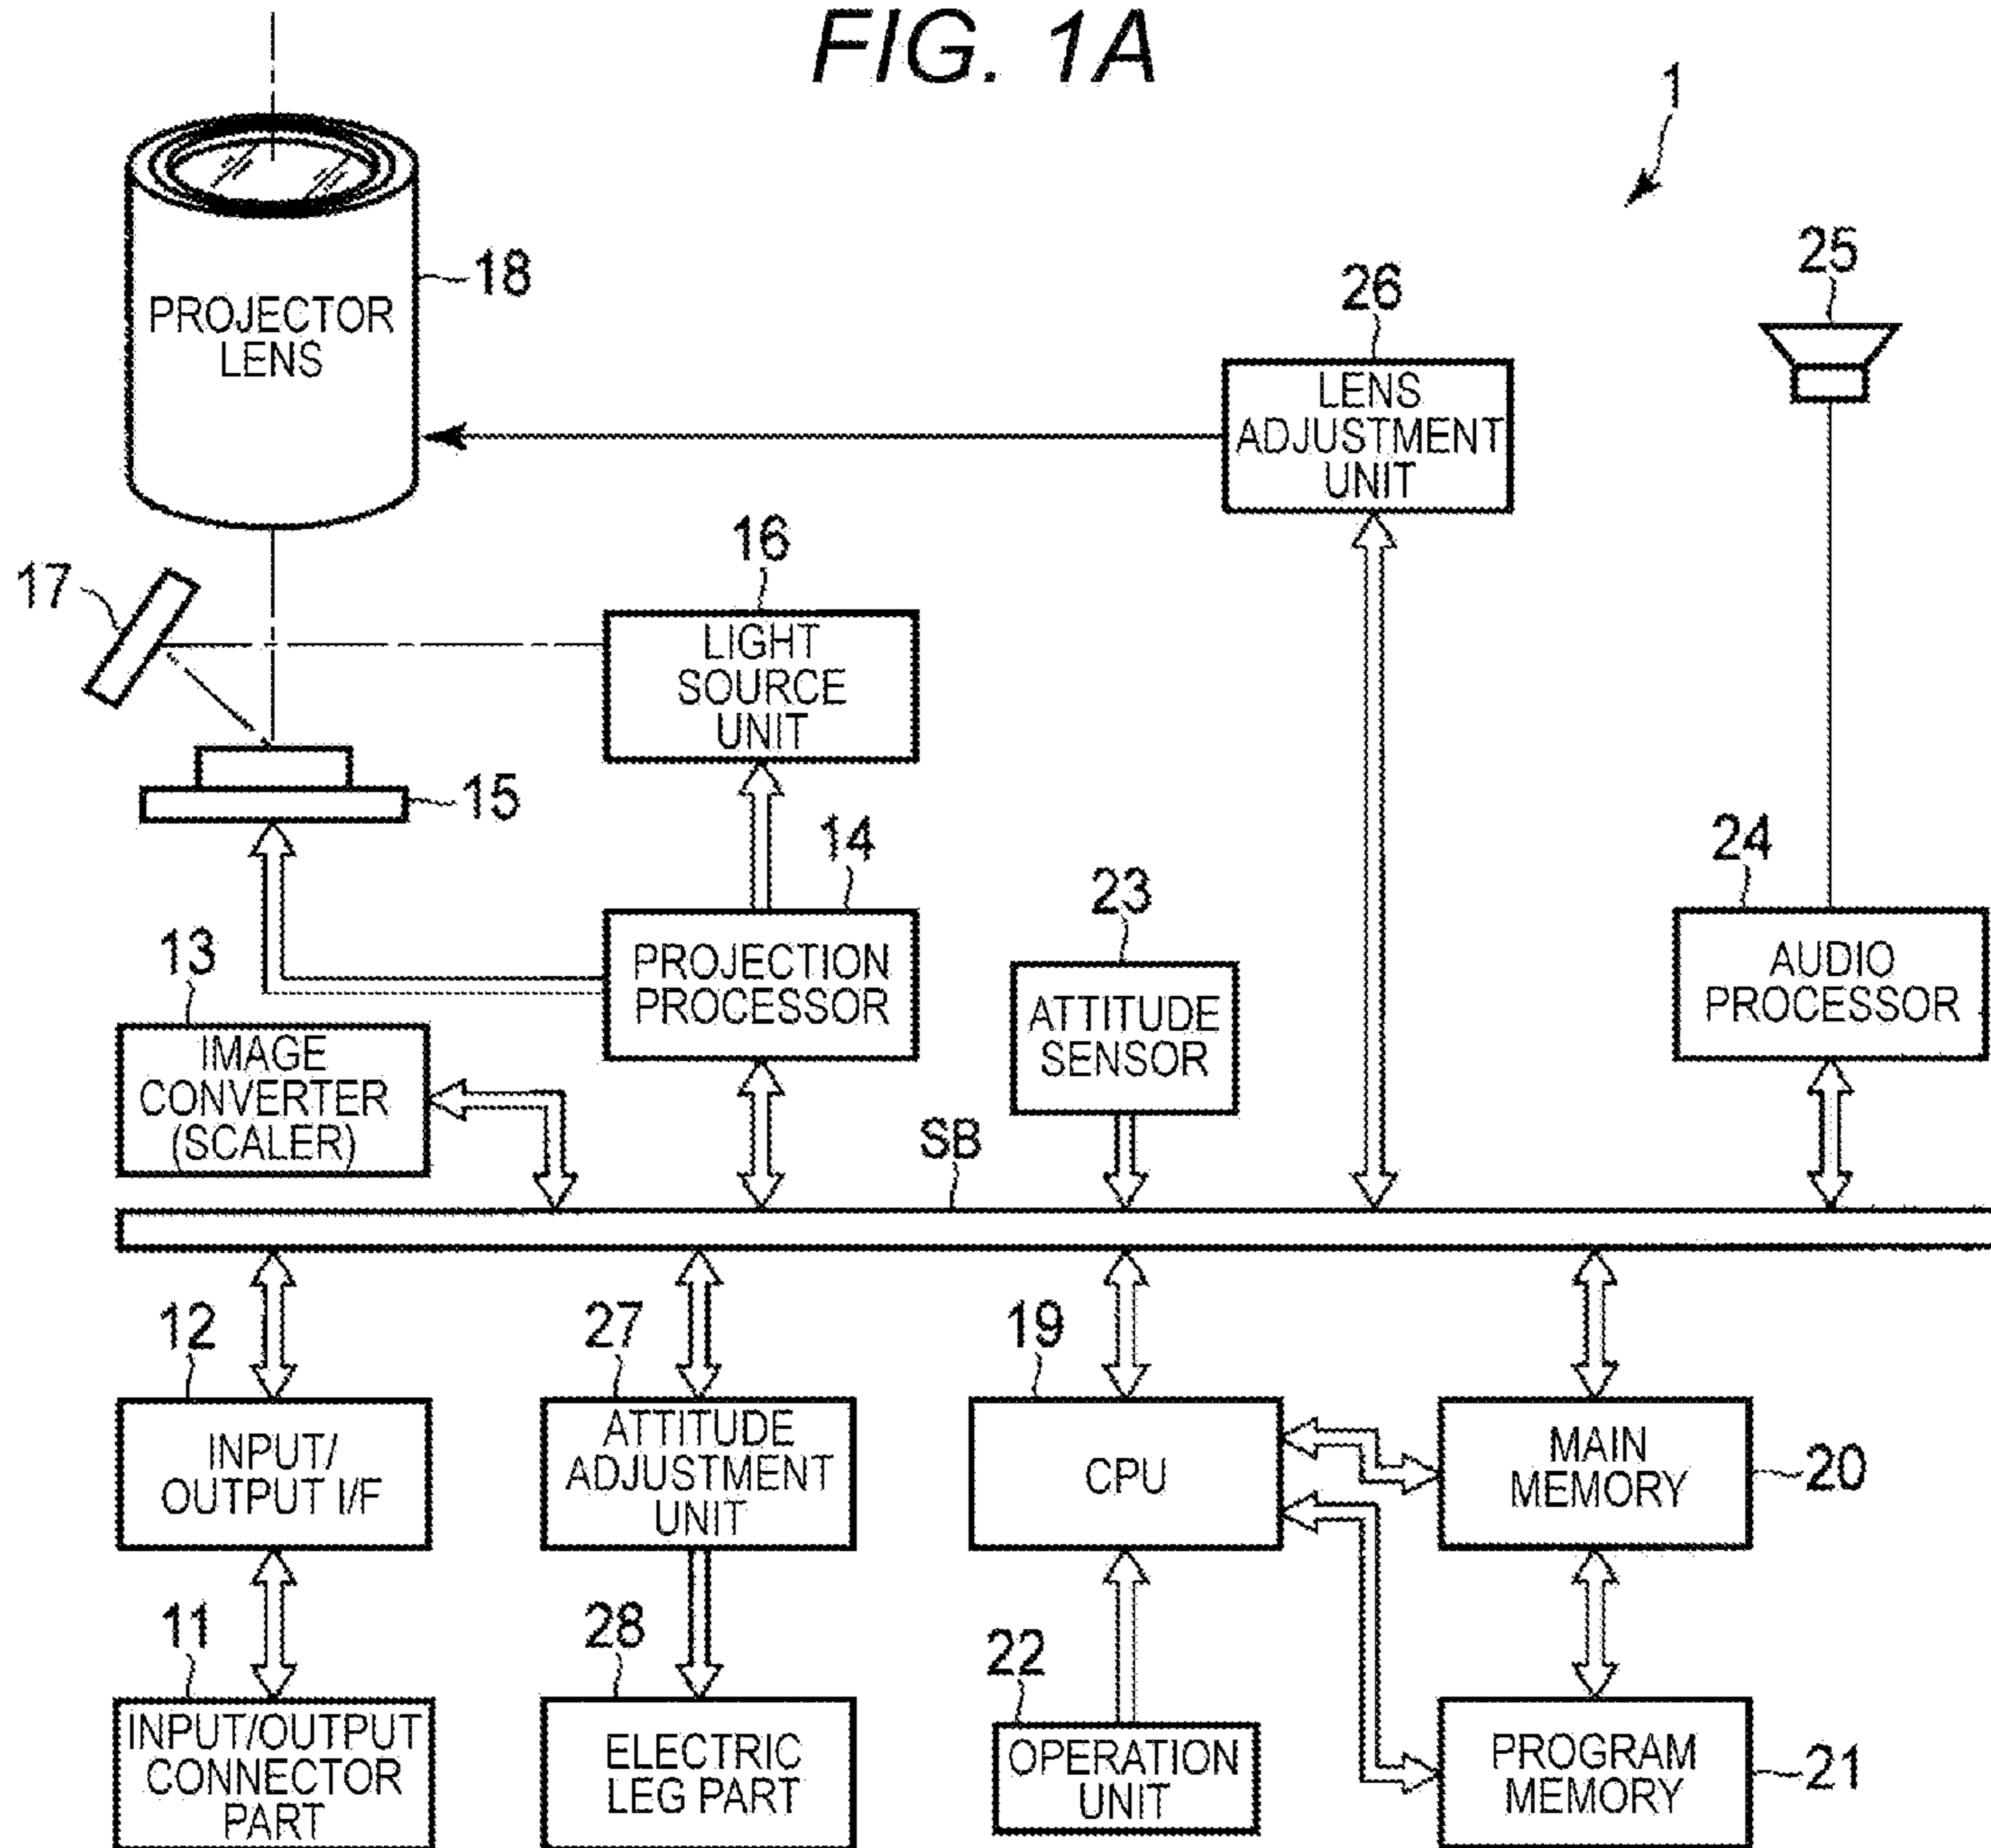 FIG. 1A
1
18
PROJECTOR
LENS
25
26
LENS
ADJUSTMENT
UNIT
17
16
LIGHT
SOURCE
UNIT
15
14
PROJECTION
PROCESSOR
13
IMAGE
CONVERTER
(SCALER)
23
ATTITUDE
SENSOR
24
AUDIO
PROCESSOR
SB
12
INPUT/
OUTPUT I/F
27
ATTITUDE
ADJUSTMENT
UNIT
19
CPU
MAIN
MEMORY
20
11
INPUT/OUTPUT
CONNECTOR
PART
28
ELECTRIC
LEG PART
22
OPERATION
UNIT
PROGRAM
MEMORY
21